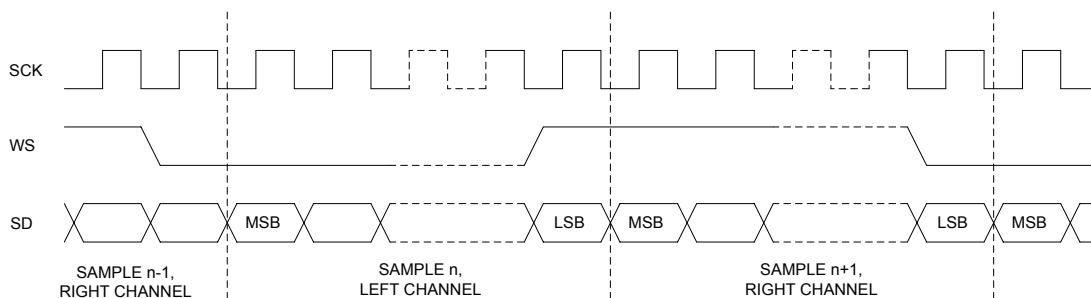 SCK
WS
SD
MSB
LSB
MSB
LSB
MSB
SAMPLE n-1,
RIGHT CHANNEL
SAMPLE n,
LEFT CHANNEL
SAMPLE n+1,
RIGHT CHANNEL